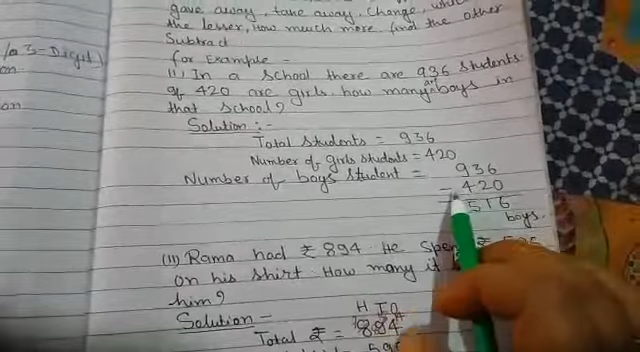 gave away, take away, Change,
the lesser, How much more the other
Subtract
for Example -
(I) In a School there are 936 students.
of 420 are girls. how many are boys in
that school?
Solution :-
Total Students = 936
Number of girls students = 420
Number of boys student = 936
- 420
516
boys.
(II) Rama had ₹ 894. He spen ₹
on his shirt. How many
him?
Solution -
H T O
Total ₹ = 894